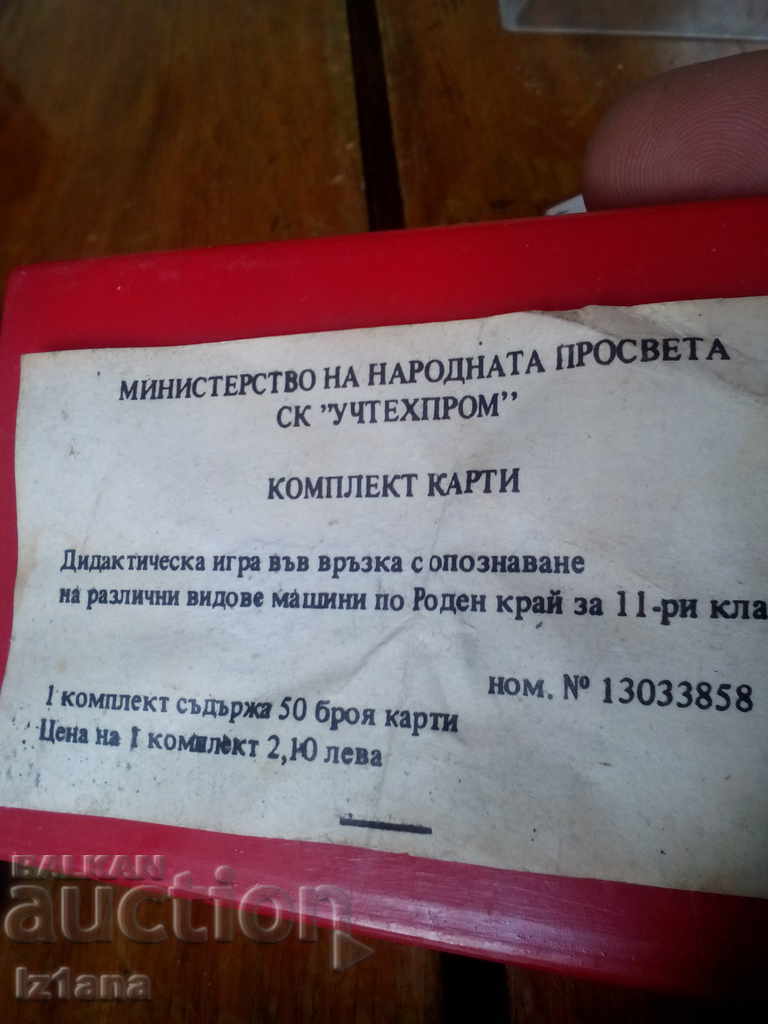 МИНИСТЕРСТВО НА НАРОДНАТА ПРОСВЕТА
СК "УЧТЕХПРОМ"
КОМПЛЕКТ КАРТИ
Дидактическа игра във връзка с опознаване
на различни видове машини по Роден край за 11-ри кла
ном. № 13033858
1 комплект съдържа 50 броя карти
Цена на 1 комплект 2,10 лева
BALKAN
auction
Iz1ana